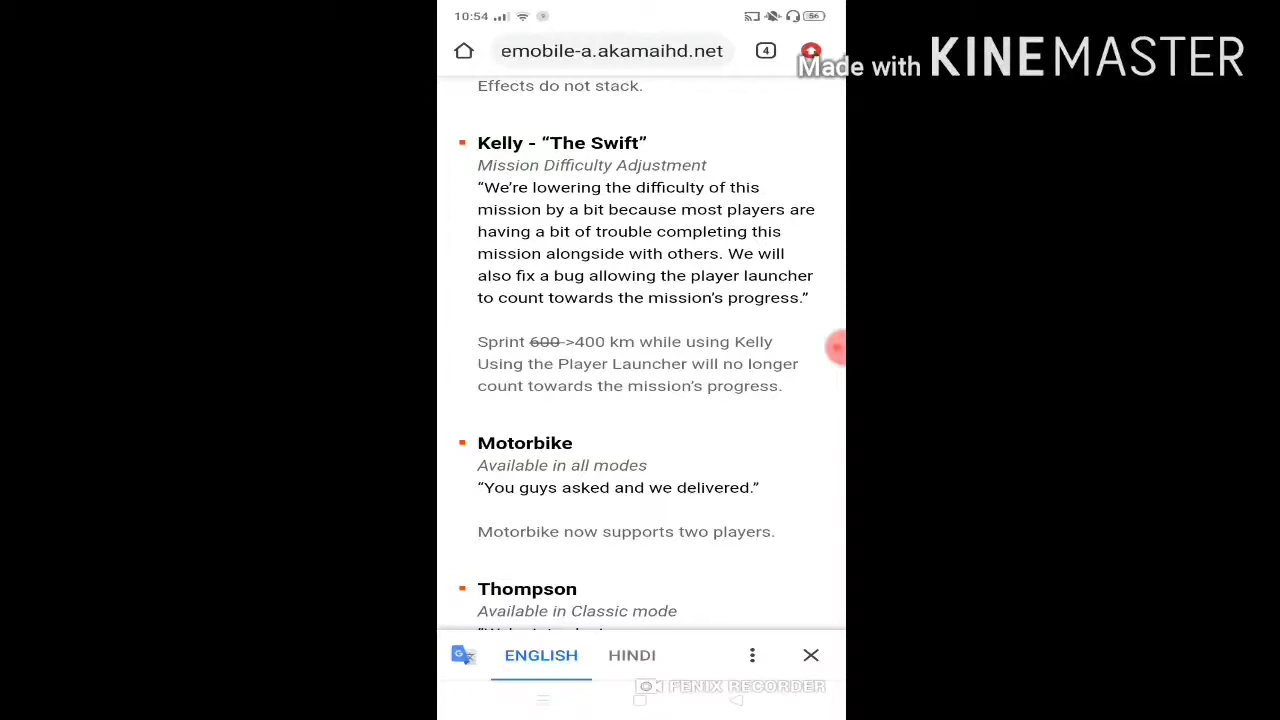 10:54
56
emobile-a.akamaihd.net
4
Made with KINEMASTER
Effects do not stack.
Kelly - “The Swift”
Mission Difficulty Adjustment
“We’re lowering the difficulty of this
mission by a bit because most players are
having a bit of trouble completing this
mission alongside with others. We will
also fix a bug allowing the player launcher
to count towards the mission’s progress.”
Sprint 600 ->400 km while using Kelly
Using the Player Launcher will no longer
count towards the mission’s progress.
Motorbike
Available in all modes
“You guys asked and we delivered.”
Motorbike now supports two players.
Thompson
Available in Classic mode
ENGLISH HINDI
FENIX RECORDER